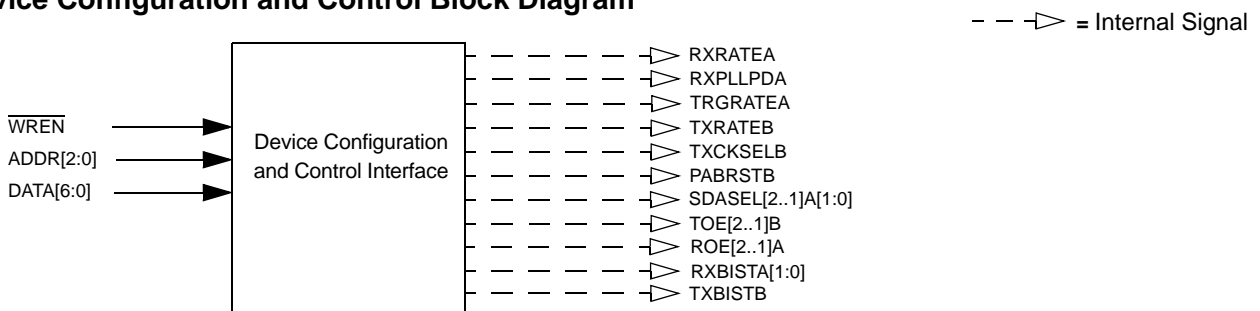 vice Configuration and Control Block Diagram
= Internal Signal
WREN
ADDR[2:0]
DATA[6:0]
Device Configuration
and Control Interface
RXRATEA
RXPLLPDA
TRGRATEA
TXRATEB
TXCKSELB
PABRSTB
SDASEL[2..1]A[1:0]
TOE[2..1]B
ROE[2..1]A
RXBISTA[1:0]
TXBISTB